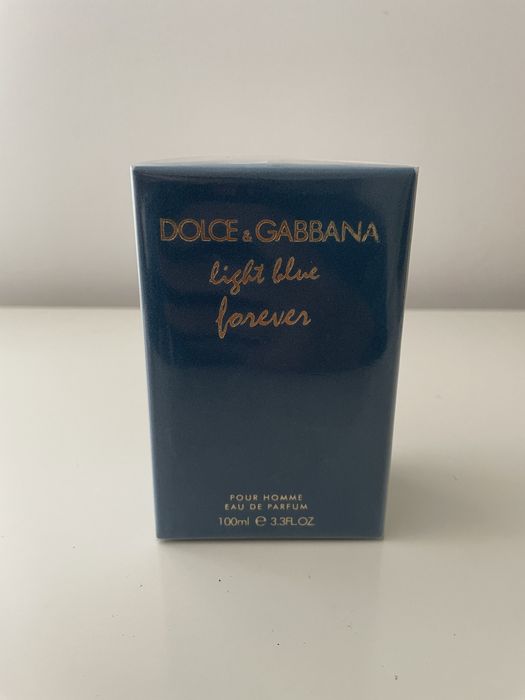 DOLCE & GABBANA
light blue
forever
POUR HOMME
EAU DE PARFUM
100ml e 3.3FL.OZ.